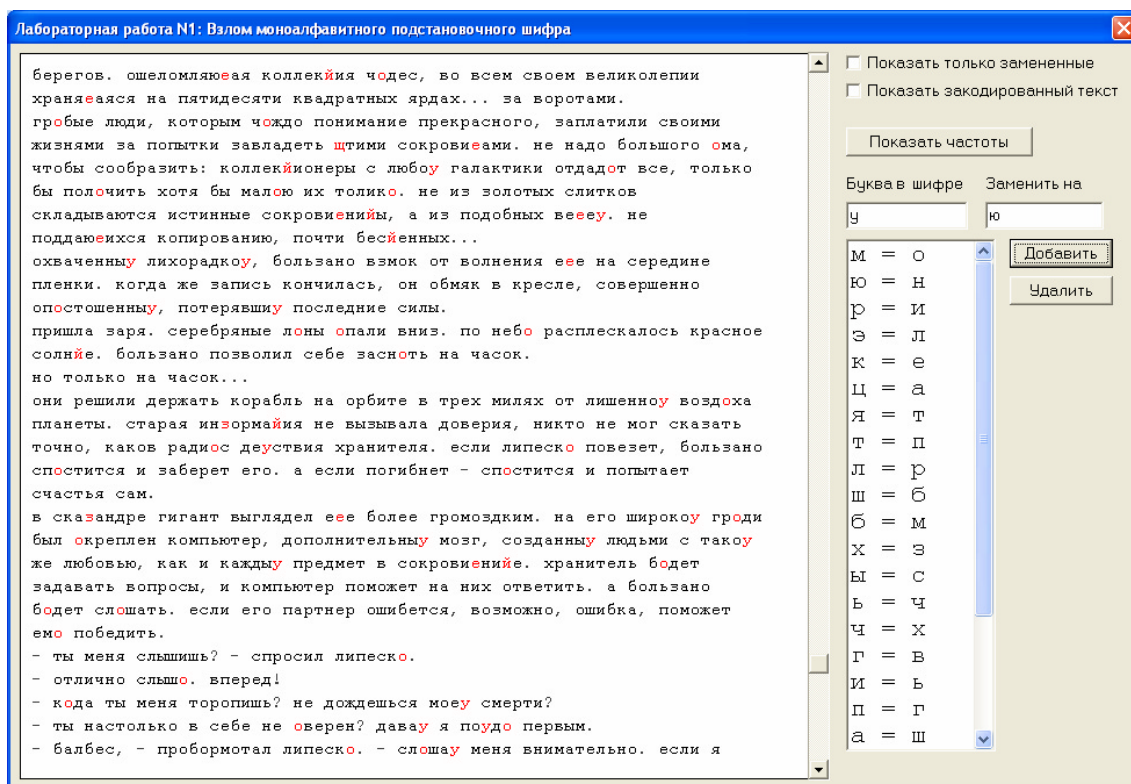 Лабораторная работа N1: Взлом моноалфавитного подстановочного шифра
берегов. ошеломляюеая коллекйия чодес, во всем своем великолепии
храняеаяся на пятидесяти квадратных ярдах... за воротами.
гробые люди, которым чождо понимание прекрасного, заплатили своими
жизнями за попытки завладеть щтими сокровиеами. не надо большого ома,
чтобы сообразить: коллекйионеры с любоу галактики отдадот все, только
бы полочить хотя бы малою их толико. не из золотых слитков
складываются истинные сокровиенийы, а из подобных веееу. не
поддаюеихся копированию, почти бесйенных...
охваченныу лихорадкоу, больzано взмок от волнения еее на середине
пленки. когда же запись кончилась, он обмяк в кресле, совершенно
опостошенныу, потерявшиу последние силы.
пришла заря. серебряные лоны опали вниз. по небо расплескалось красное
солнйе.ользано позволил себе засноть на часок.
но только на часок...
они решили держать корабль на орбите в трех милях от лишенноу воздоха
планеты. старая инзормайия не вызывала доверия, никто не мог сказать
точно, каков радиос деуствия хранителя. если липеско повезет, больззано
спостится и заберет его. а если погибнет - спостится и попытает
счастья сам.
в сказандре гигант выглядел еее более громоздким. на его широкоу гроди
был окреплен компьютер, дополнительныу мозг, созданныу людьми с такоу
же любовью, как и каждыу предмет в сокровиенийе. хранитель бодет
задавать вопросы, и компьютер поможет на них ответить. а больззано
бодет слошать. если его партнер ошибется, возможно, ошибка, поможет
емо победить.
- ты меня слышишь? - спросил липеско.
- отлично слышо. вперед!
- кода ты меня торопишь? не дождешься моеу смерти?
- ты настолько в себе не оверен? давау я поудо первым.
- балбес, - пробормотал липеско. - слошау меня внимательно. если я
Показать только замененные
Показать закодированный текст
Показать частоты
Буква в шифре Заменить на
у ю
м = о
ю = н
р = и
э = л
к = е
ц = а
я = т
т = п
л = р
ш = б
б = м
х = з
ы = с
ь = ч
ч = х
г = в
и = ь
п = г
а = ш
Добавить
Удалить